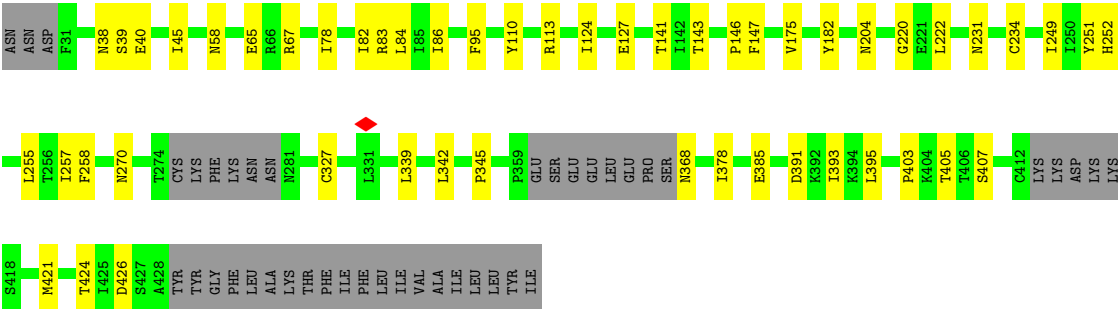 ASN ASN ASP F31 N38 S39 E40 I45 N58 E65 R66 R67 I78 I82 R83 L84 I85 I86 F95 Y110 R113 I124 E127 T141 I142 T143 P146 F147 V175 Y182 N204 G220 E221 L222 N231 C234 I249 I250 Y251 H252
L255 T256 I257 F258 N270 T274 CYS LYS PHE LYS ASN ASN N281 C327 L331 L339 L342 P345 P359 GLU SER GLU GLU LEU GLU PRO SER N368 I378 E385 D391 K392 I393 K394 L395 P403 K404 T405 T406 S407 C412 LYS LYS ASP LYS LYS
S418 M421 T424 I425 D426 S427 A428 TYR TYR GLY PHE LEU ALA LYS THR PHE ILE PHE LEU ILE VAL ALA ILE LEU LEU TYR ILE